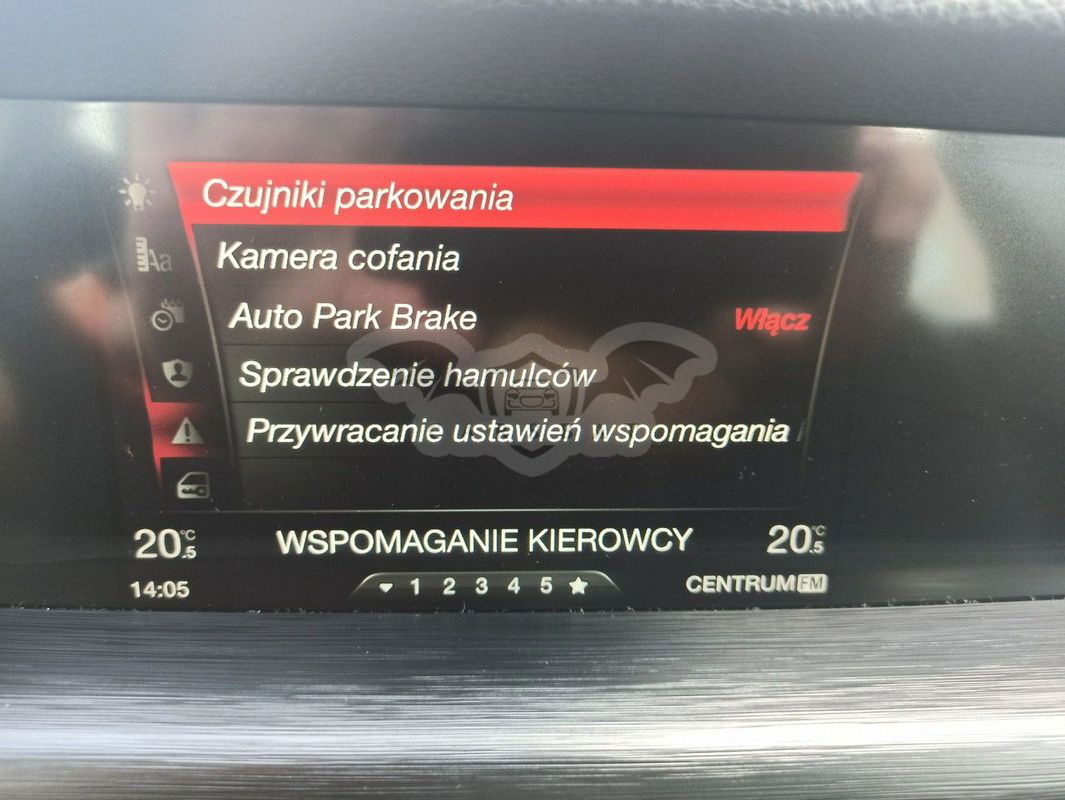 Czujniki parkowania
Aa
Kamera cofania
Auto Park Brake Włącz
Sprawdzenie hamulców
Przywracanie ustawień wspomagania
20.5°C WSPOMAGANIE KIEROWCY 20.5°C
14:05 1 2 3 4 5 CENTRUM FM